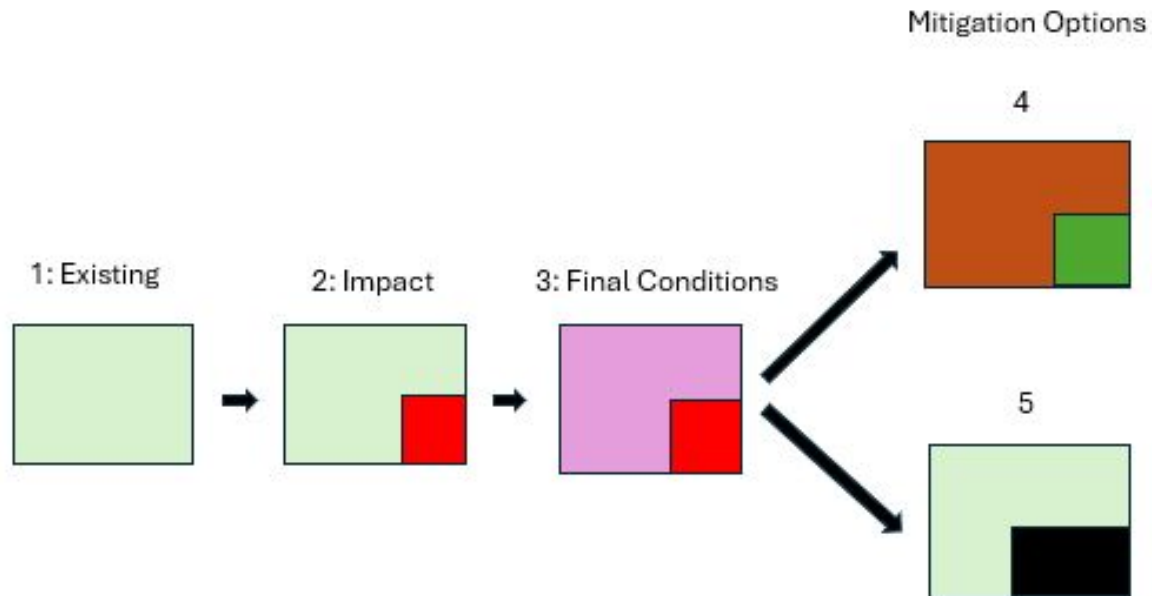 Mitigation Options
4
1: Existing
2: Impact
3: Final Conditions
5